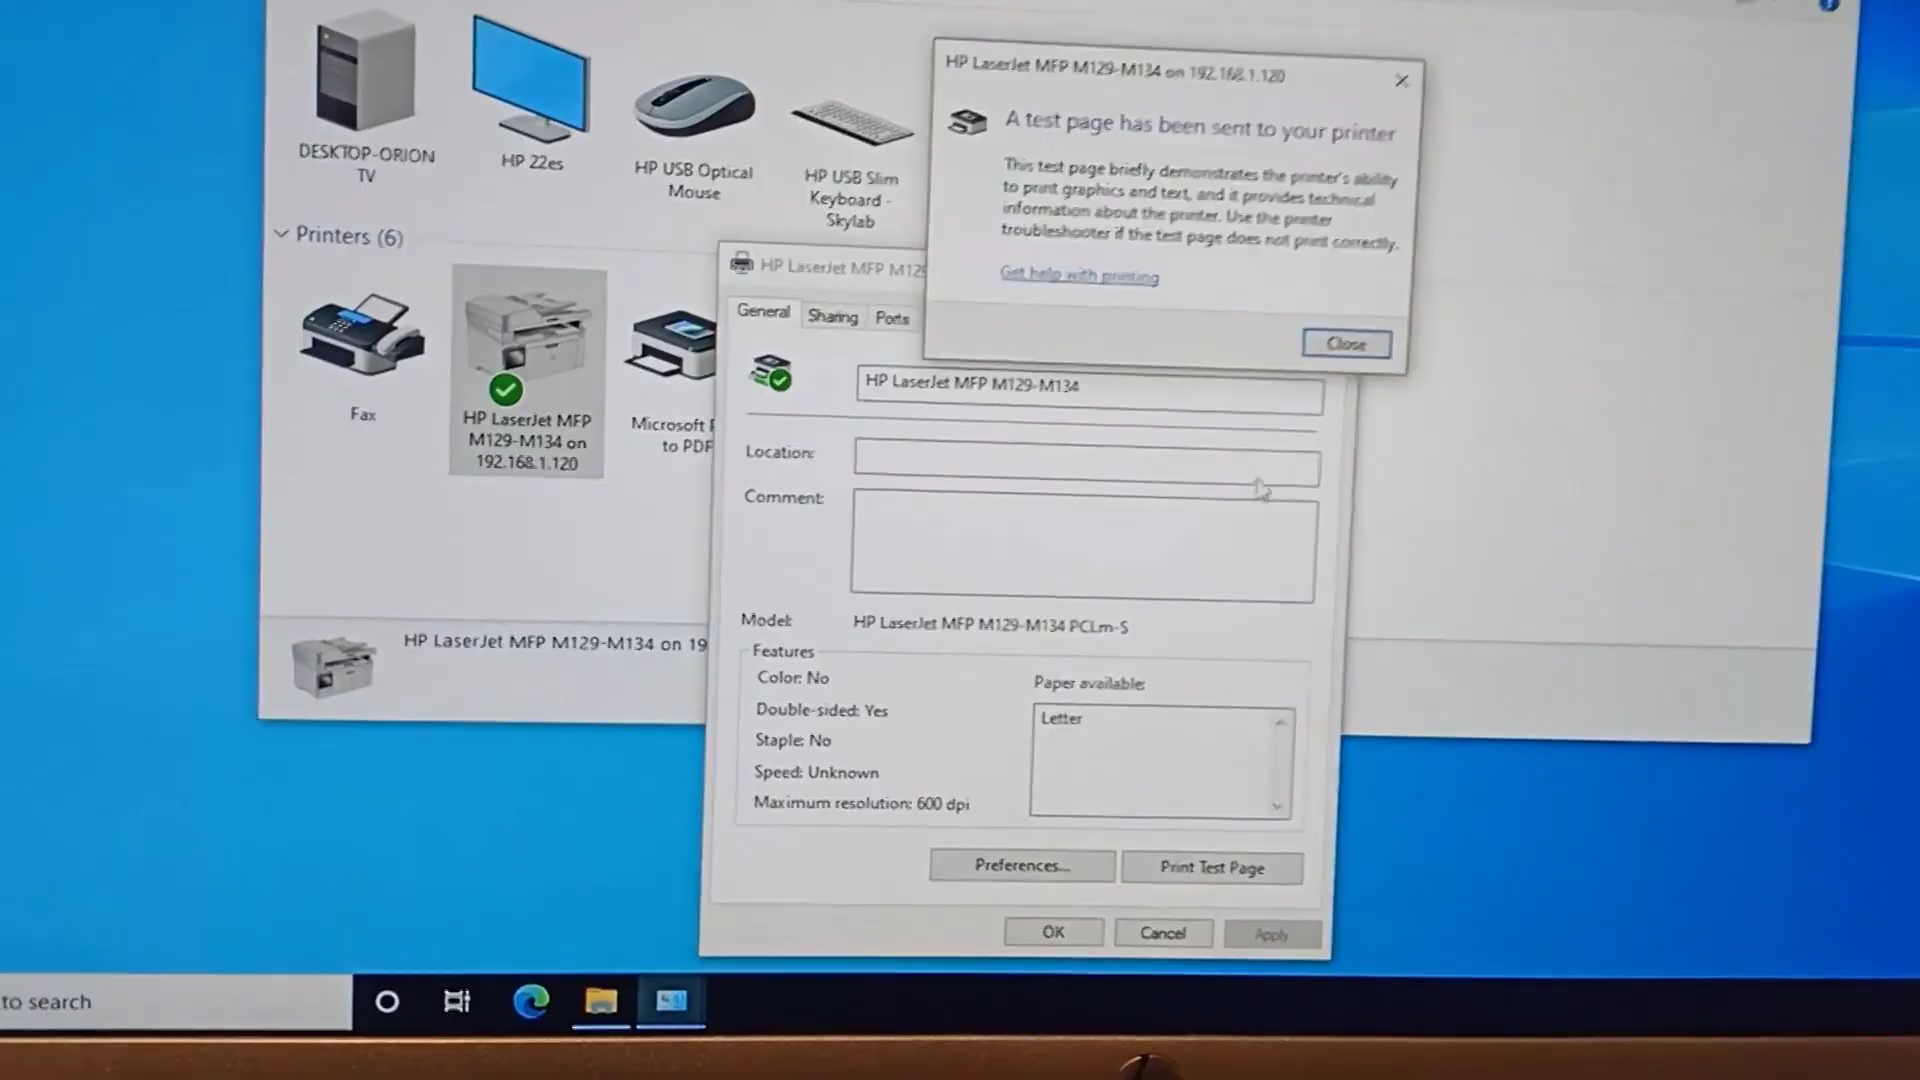 DESKTOP-ORION
TV
HP 22es
HP USB Optical
Mouse
HP USB Slim
Keyboard -
Skylab
Printers (6)
Fax
HP LaserJet MFP
M129-M134 on
192.168.1.120
Microsoft
to PDF
HP LaserJet MFP M129-M134 on 19
HP LaserJet MFP M129-M134 on 192.168.1.120
A test page has been sent to your printer
This test page briefly demonstrates the printer's ability
to print graphics and text, and it provides technical
information about the printer. Use the printer
troubleshooter if the test page does not print correctly.
Get help with printing
Close
HP LaserJet MFP M129
General
Sharing
Ports
HP LaserJet MFP M129-M134
Location:
Comment:
Model: HP LaserJet MFP M129-M134 PCLm-S
Features
Color: No
Double-sided: Yes
Staple: No
Speed: Unknown
Maximum resolution: 600 dpi
Paper available:
Letter
Preferences...
Print Test Page
OK
Cancel
Apply
to search